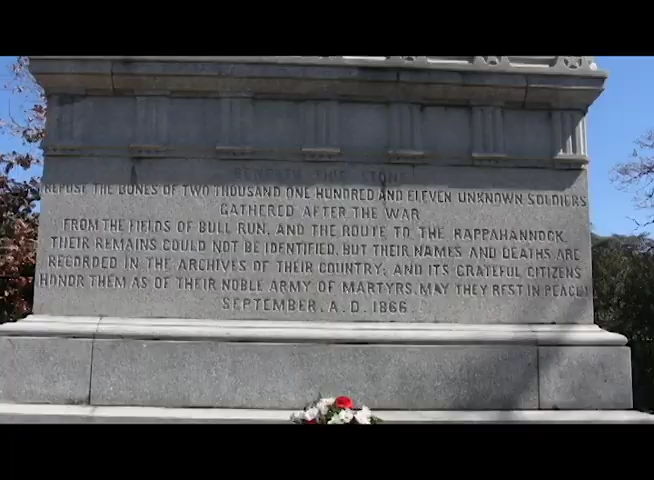 BENEATH THIS STONE
REPOSE THE BONES OF TWO THOUSAND ONE HUNDRED AND ELEVEN UNKNOWN SOLDIERS
GATHERED AFTER THE WAR
FROM THE FIELDS OF BULL RUN, AND THE ROUTE TO THE RAPPAHANNOCK.
THEIR REMAINS COULD NOT BE IDENTIFIED. BUT THEIR NAMES AND DEATHS ARE
RECORDED IN THE ARCHIVES OF THEIR COUNTRY; AND ITS GRATEFUL CITIZENS
HONOR THEM AS OF THEIR NOBLE ARMY OF MARTYRS. MAY THEY REST IN PEACE!
SEPTEMBER. A. D. 1866.